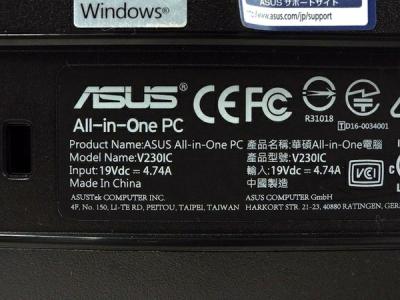 Windows®
ASUS サポートサイト
www.asus.com/jp/support
ASUS® CE FC
R31018
T D16-0034001
All-in-One PC
Product Name:ASUS All-in-One PC 產品名稱:華碩All-in-One電腦
Model Name:V230IC 產品型號:V230IC
Input:19Vdc ⎓ 4.74A 輸入:19Vdc ⎓ 4.74A
Made In China 中國製造
VCI
ASUSTek COMPUTER INC. ASUS COMPUTER GmbH
4F, No. 150, LI-TE RD, PEITOU, TAIPEI, TAIWAN HARKORT STR. 21-23, 40880 RATINGEN, GER